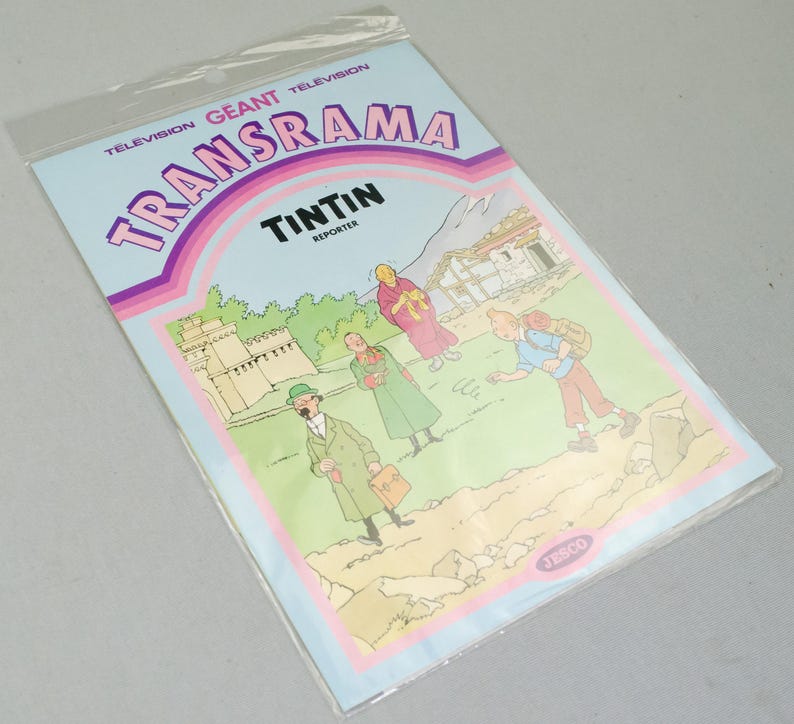 TÉLÉVISION GÉANT TÉLÉVISION
TRANSRAMA
TINTIN
REPORTER
JESCO